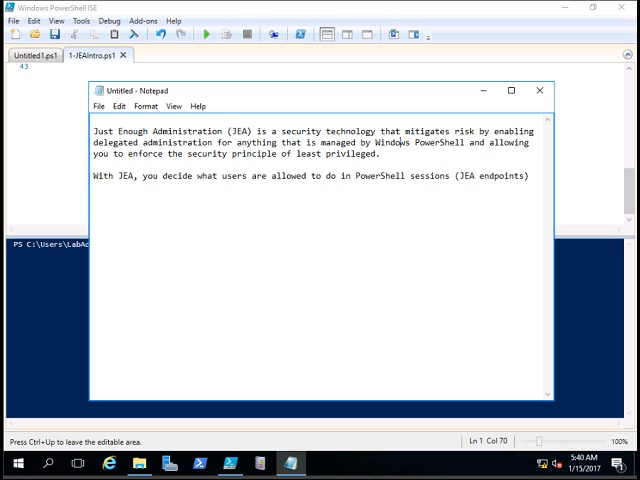 Windows PowerShell ISE
File Edit View Tools Debug Add-ons Help
Untitled1.ps1 1-JEAIntro.ps1
43
Untitled - Notepad
File Edit Format View Help
Just Enough Administration (JEA) is a security technology that mitigates risk by enabling
delegated administration for anything that is managed by Windows PowerShell and allowing
you to enforce the security principle of least privileged.
With JEA, you decide what users are allowed to do in PowerShell sessions (JEA endpoints)
PS C:\Users\LabAd
Press Ctrl+Up to leave the editable area.
Ln 1 Col 70
100%
5:40 AM
1/15/2017
1